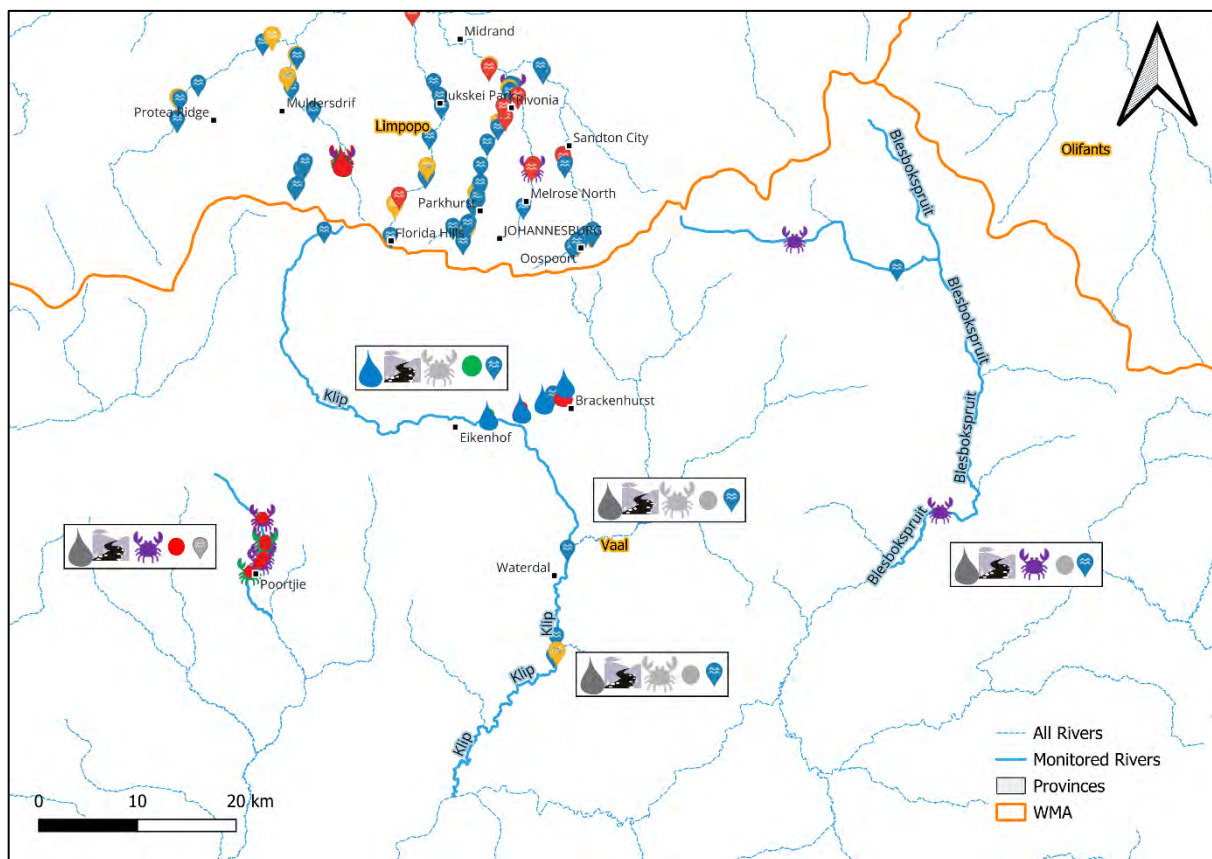 Midrand
Protea Ridge
Muldersdrif
Jukskei Park
Rivonia
Limpopo
Sandton City
Olifants
Blesbokspruit
Melrose North
Parkhurst
Florida Hills
JOHANNESBURG
Oospoort
Blesbokspruit
Klip
Brackenhurst
Eikenhof
Blesbokspruit
Vaal
Blesbokspruit
Waterdal
Poortjie
Klip
Klip
Klip
All Rivers
Monitored Rivers
Provinces
WMA
0 10 20 km